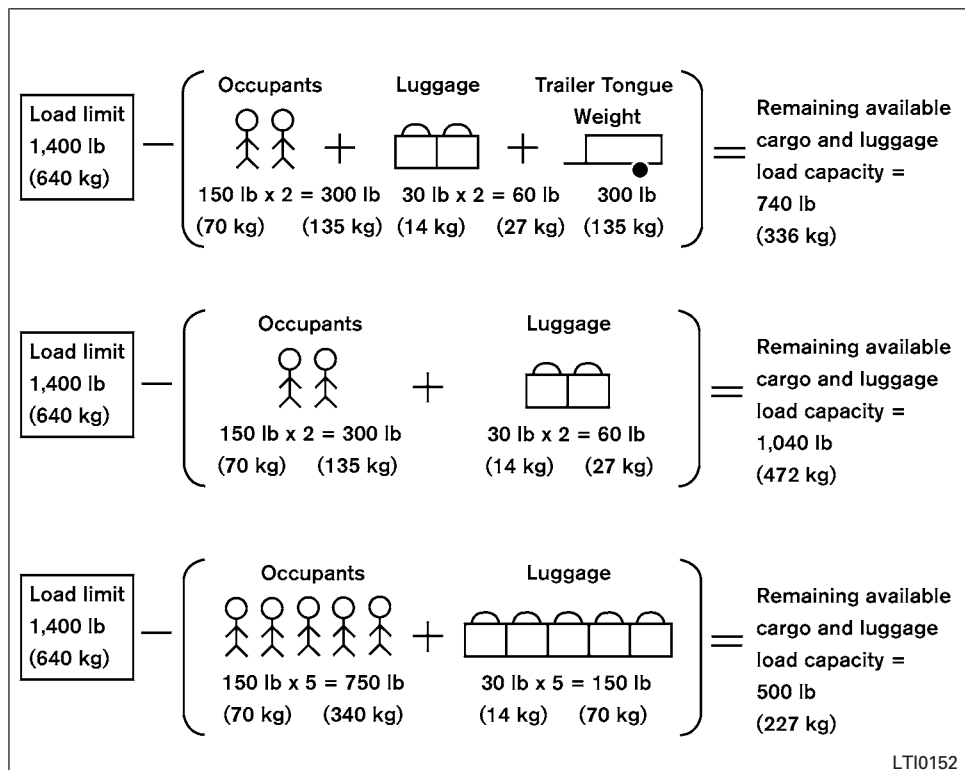 Load limit
1,400 lb
(640 kg)
Occupants
150 lb x 2 = 300 lb
(70 kg) (135 kg)
Luggage
30 lb x 2 = 60 lb
(14 kg) (27 kg)
Trailer Tongue
Weight
300 lb
(135 kg)
Remaining available
cargo and luggage
load capacity =
740 lb
(336 kg)
Load limit
1,400 lb
(640 kg)
Occupants
150 lb x 2 = 300 lb
(70 kg) (135 kg)
Luggage
30 lb x 2 = 60 lb
(14 kg) (27 kg)
Remaining available
cargo and luggage
load capacity =
1,040 lb
(472 kg)
Load limit
1,400 lb
(640 kg)
Occupants
150 lb x 5 = 750 lb
(70 kg) (340 kg)
Luggage
30 lb x 5 = 150 lb
(14 kg) (70 kg)
Remaining available
cargo and luggage
load capacity =
500 lb
(227 kg)
LTI0152